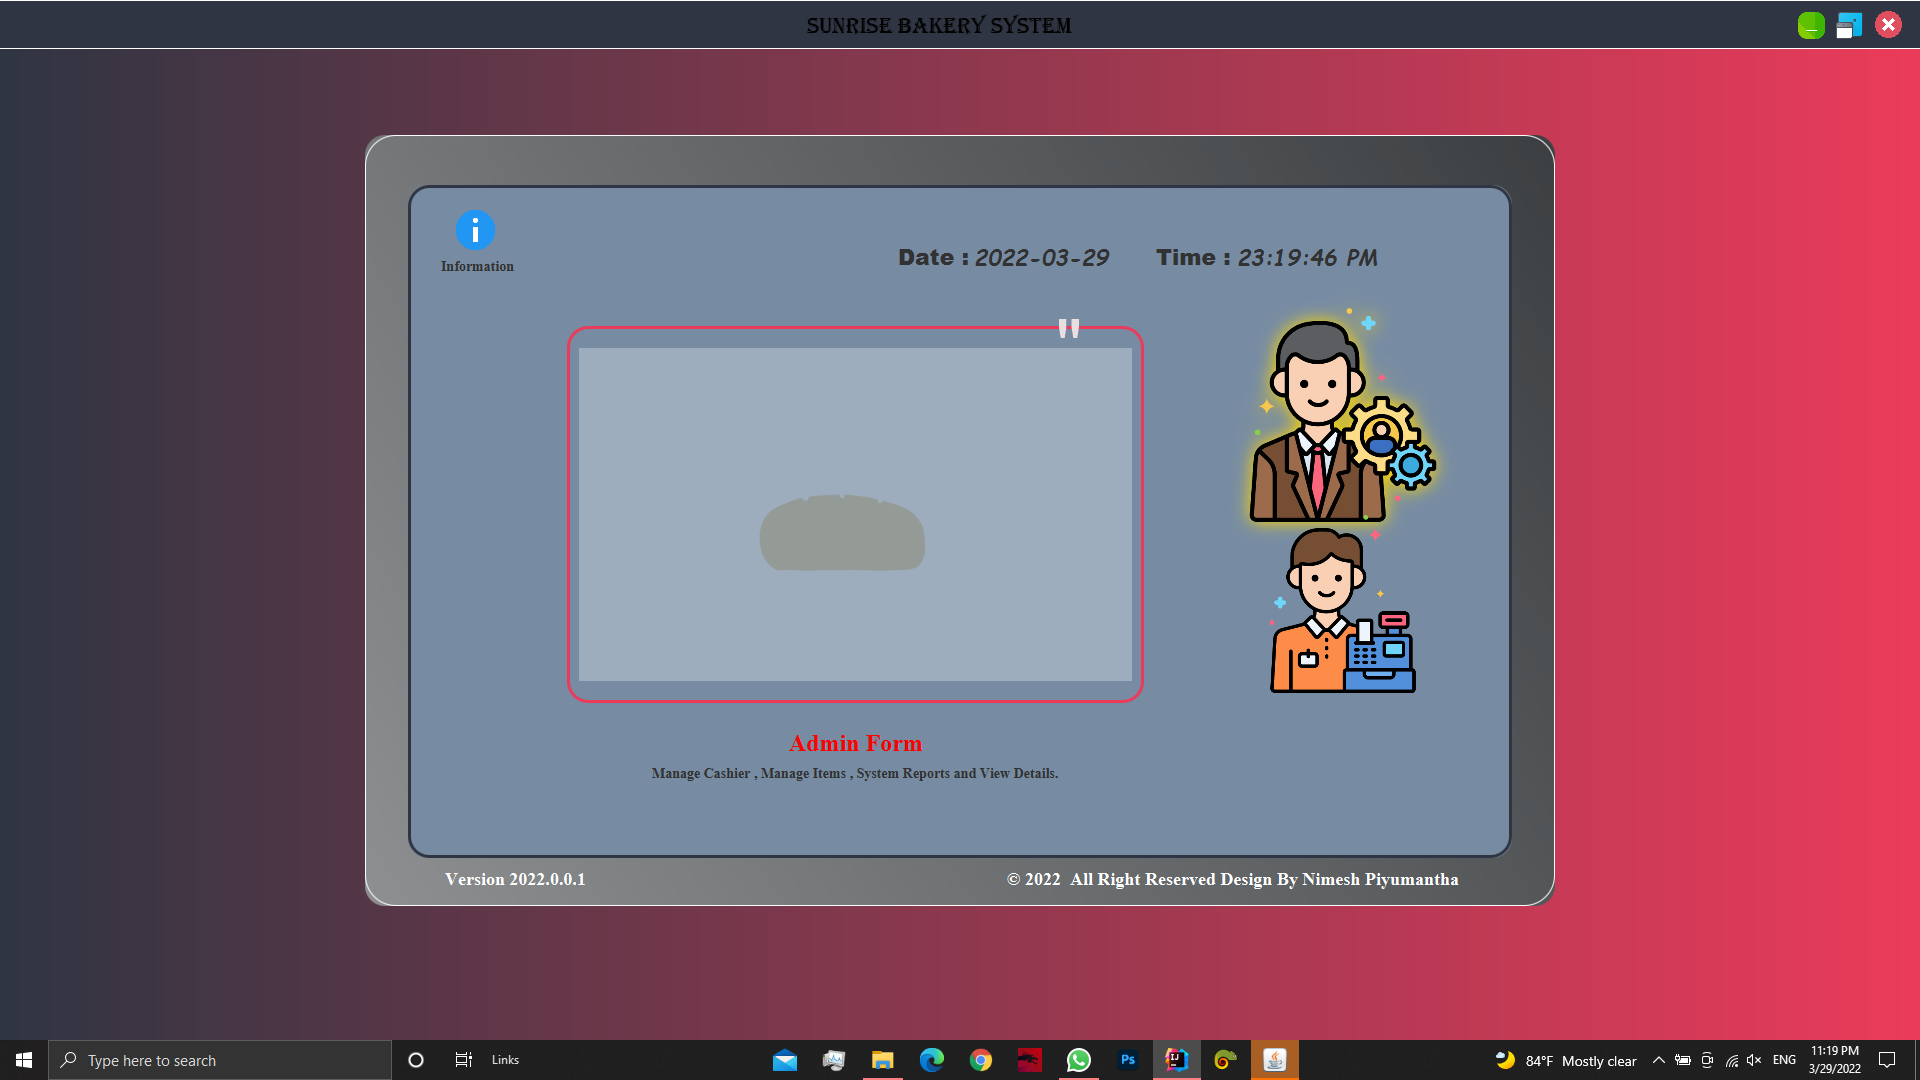 SUNRISE BAKERY SYSTEM
Information
Date : 2022-03-29 Time : 23:19:46 PM
"
Admin Form
Manage Cashier , Manage Items , System Reports and View Details.
Version 2022.0.0.1
© 2022 All Right Reserved Design By Nimesh Piyumantha
Type here to search
Links
Ps
IJ
84°F Mostly clear
ENG
11:19 PM
3/29/2022